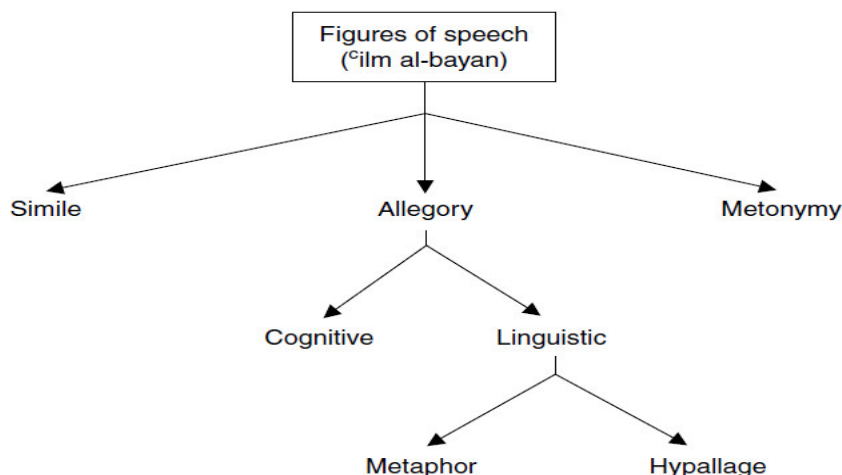 Figures of speech
(ᶜilm al-bayan)
Simile Allegory Metonymy
Cognitive Linguistic
Metaphor Hypallage